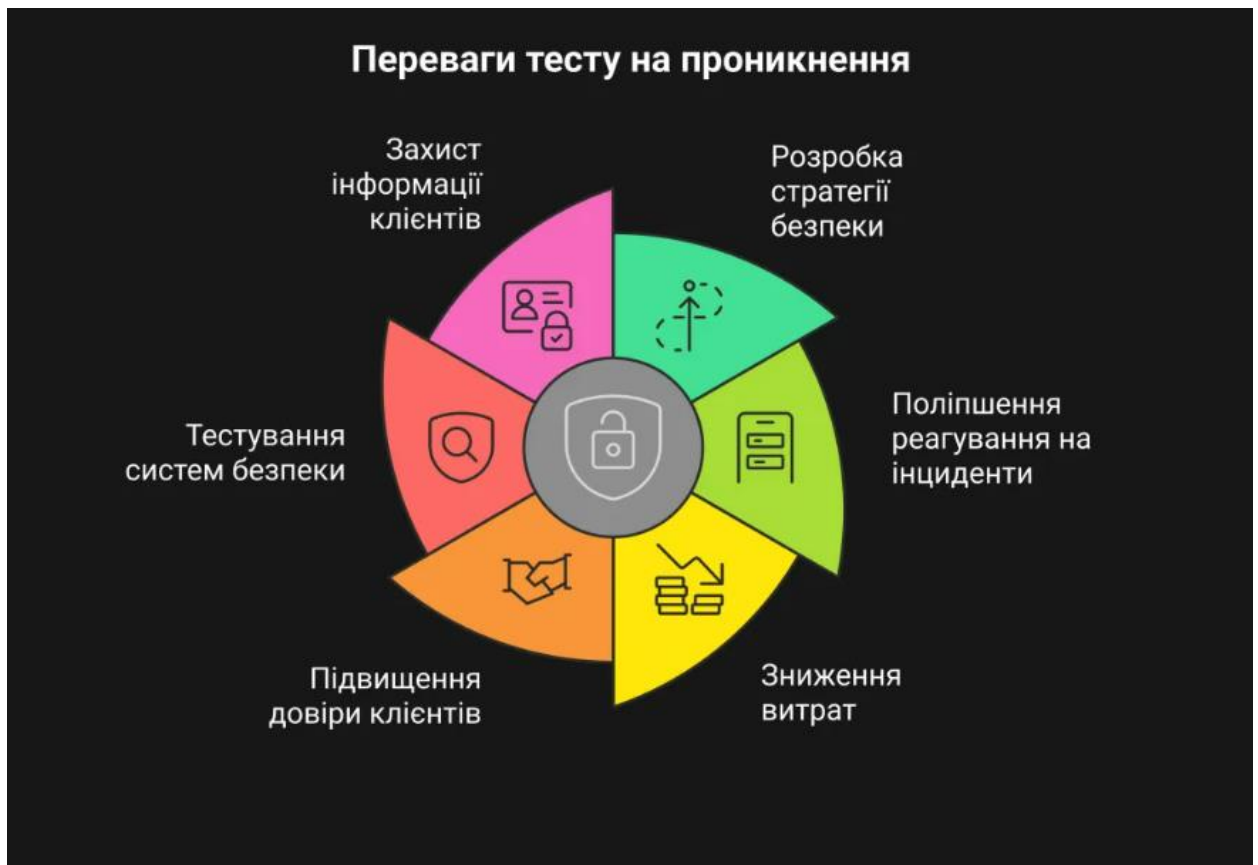 Переваги тесту на проникнення
Захист
інформації
клієнтів
Розробка
стратегії
безпеки
Поліпшення
реагування на
інциденти
Тестування
систем безпеки
Підвищення
довіри клієнтів
Зниження
витрат